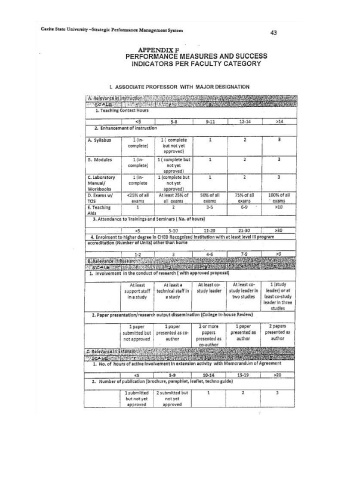 Cavite State University –Strategic Performance Management System
43
APPENDIX F
PERFORMANCE MEASURES AND SUCCESS
INDICATORS PER FACULTY CATEGORY
I. ASSOCIATE PROFESSOR WITH MAJOR DESIGNATION
A. Relevance in Instruction
SCALE
1. Teaching Contact Hours
<5 5-8 9-11 12-14 >14
2. Enhancement of Instruction
A. Syllabus 1 (in-complete) 1 ( complete but not yet approved) 1 2 3
B. Modules 1 (in-complete) 1 ( complete but not yet approved) 1 2 3
C. Laboratory Manual/ Workbooks 1 (in-complete 1 (complete but not yet approved) 1 2 3
D. Exams w/ TOS <25% of all exams At least 25% of all exams 50% of all exams 75% of all exams 100% of all exams
E. Teaching Aids 1 2 3-5 6-9 >10
3. Attendance to Trainings and Seminars ( No. of hours)
<5 5-10 11-20 21-30 >30
4. Enrolment to higher degree in CHED Recognized Institution with at least level II program
accreditation (Number of Units) other than home
1-2 3 4-6 7-9 >9
B. Relevance in Research
SCALE
1. Involvement in the conduct of research ( with approved proposal)
At least support staff in a study At least a technical staff in a study At least co-study leader At least co-study leader in two studies 1 (study leader) or at least co-study leader in three studies
2. Paper presentation/research output dissemination (College in-house Review)
1 paper submitted but not approved 1 paper presented as co-author 2 or more papers presented as co-author 1 paper presented as author 2 papers presented as author
C. Relevance in Extension
SCALE
1. No. of hours of active involvement in extension activity with Memorandum of Agreement
<5 5-9 10-14 15-19 >20
2. Number of publication (brochure, pamphlet, leaflet, techno guide)
1 submitted but not yet approved 2 submitted but not yet approved 1 2 3